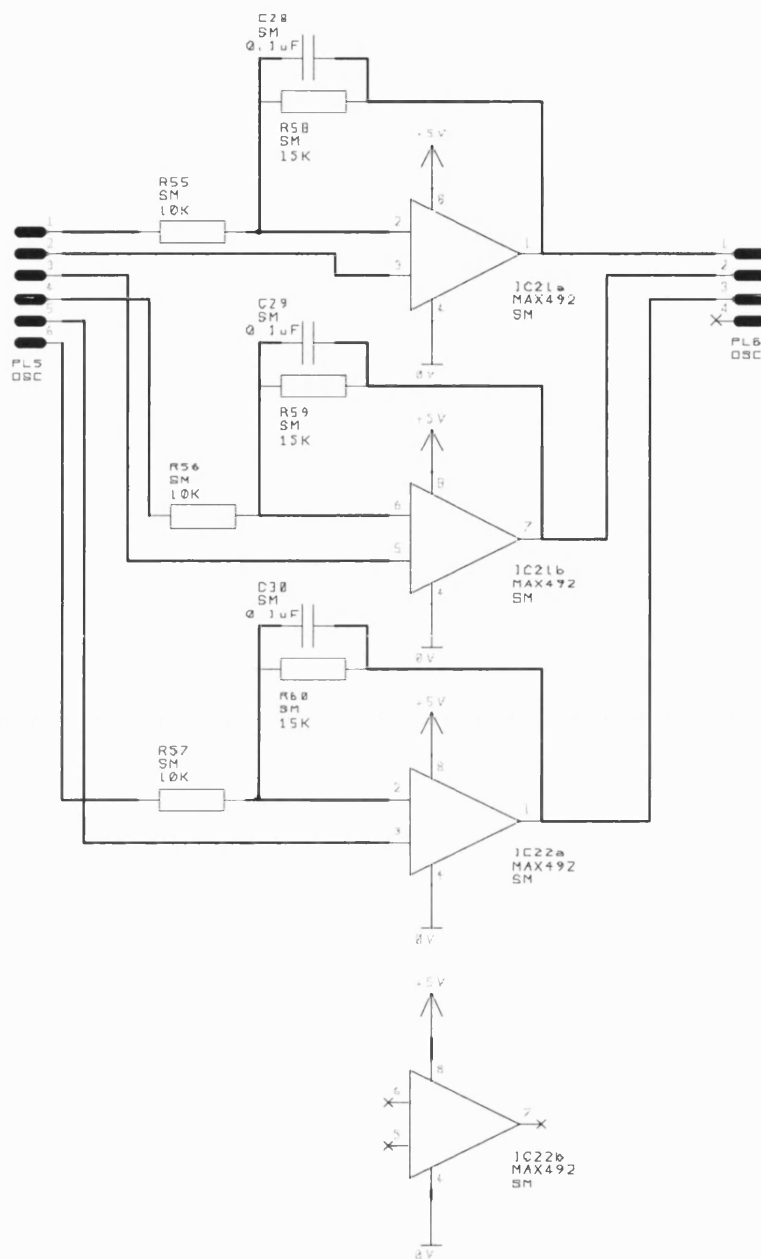 C28
SM
0.1uF
R58
SM
15K
+5V
R55
SM
10K
1
2
3
4
5
6
PL5
OSC
2
3
8
1
4
IC21a
MAX492
SM
0V
1
2
3
4
PL6
OSC
C29
SM
0.1uF
R59
SM
15K
+5V
R56
SM
10K
6
5
8
7
4
IC21b
MAX492
SM
0V
C30
SM
0.1uF
R60
SM
15K
+5V
R57
SM
10K
2
3
8
1
4
IC22a
MAX492
SM
0V
+5V
6
5
8
7
4
IC22b
MAX492
SM
0V